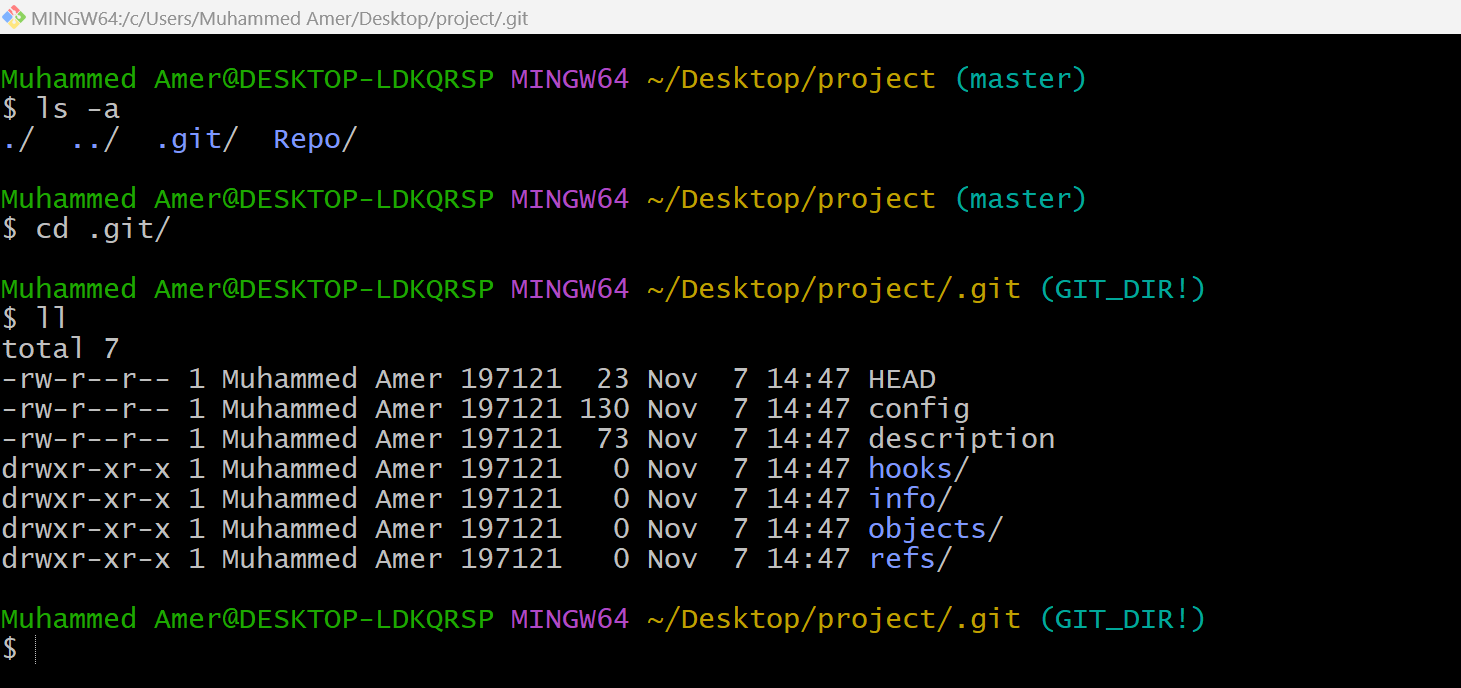 MINGW64:/c/Users/Muhammed Amer/Desktop/project/.git
Muhammed Amer@DESKTOP-LDKQRSP MINGW64 ~/Desktop/project (master)
$ ls -a
./  ../  .git/  Repo/
Muhammed Amer@DESKTOP-LDKQRSP MINGW64 ~/Desktop/project (master)
$ cd .git/
Muhammed Amer@DESKTOP-LDKQRSP MINGW64 ~/Desktop/project/.git (GIT_DIR!)
$ ll
total 7
-rw-r--r-- 1 Muhammed Amer 197121  23 Nov  7 14:47 HEAD
-rw-r--r-- 1 Muhammed Amer 197121 130 Nov  7 14:47 config
-rw-r--r-- 1 Muhammed Amer 197121  73 Nov  7 14:47 description
drwxr-xr-x 1 Muhammed Amer 197121   0 Nov  7 14:47 hooks/
drwxr-xr-x 1 Muhammed Amer 197121   0 Nov  7 14:47 info/
drwxr-xr-x 1 Muhammed Amer 197121   0 Nov  7 14:47 objects/
drwxr-xr-x 1 Muhammed Amer 197121   0 Nov  7 14:47 refs/
Muhammed Amer@DESKTOP-LDKQRSP MINGW64 ~/Desktop/project/.git (GIT_DIR!)
$